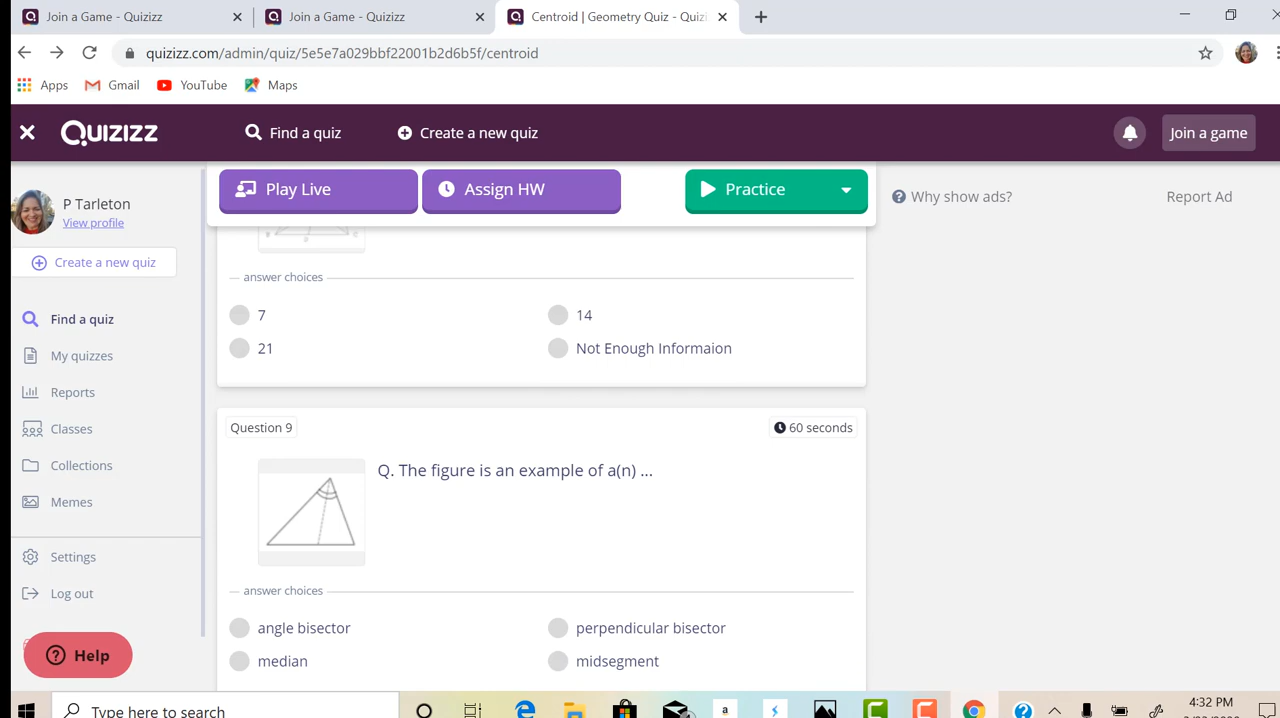 Join a Game - Quizizz
Join a Game - Quizizz
Centroid | Geometry Quiz - Quizi
quizizz.com/admin/quiz/5e5e7a029bbf22001b2d6b5f/centroid
Apps
Gmail
YouTube
Maps
Quizizz
Find a quiz
Create a new quiz
Join a game
P Tarleton
View profile
Create a new quiz
Find a quiz
My quizzes
Reports
Classes
Collections
Memes
Settings
Log out
Help
Play Live
Assign HW
Practice
Why show ads?
Report Ad
answer choices
7
14
21
Not Enough Informaion
Question 9
60 seconds
Q. The figure is an example of a(n) ...
answer choices
angle bisector
perpendicular bisector
median
midsegment
Type here to search
4:32 PM